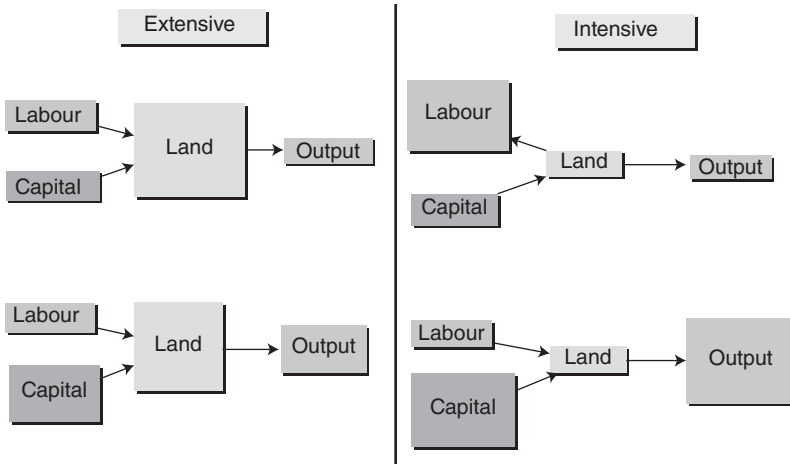 Extensive
Labour
Capital
Land
Output
Labour
Capital
Land
Output
Intensive
Labour
Capital
Land
Output
Labour
Capital
Land
Output